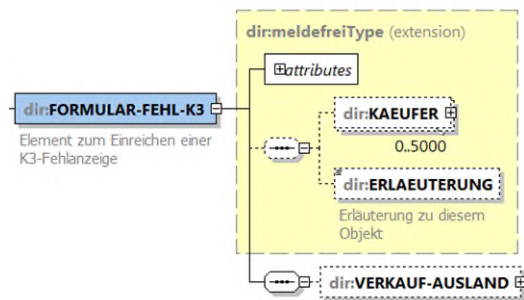 dir:meldefreiType (extension)
attributes
dir:FORMULAR-FEHL-K3
Element zum Einreichen einer
K3-Fehlanzeige
dir:KAEUFER
0..5000
dir:ERLAEUTERUNG
Erläuterung zu diesem
Objekt
dir:VERKAUF-AUSLAND